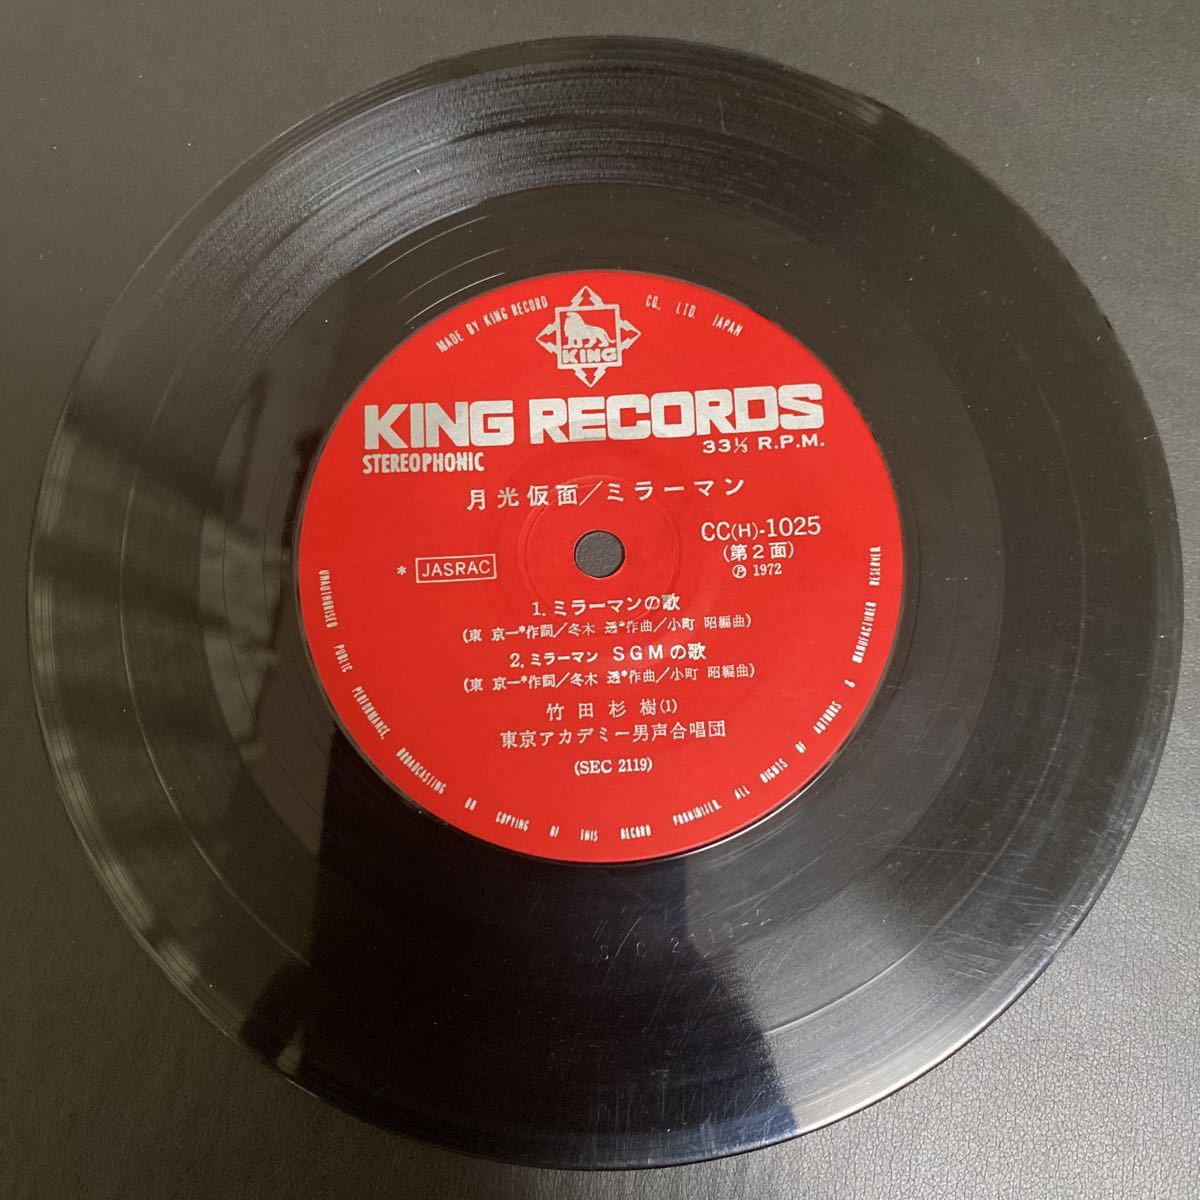 MADE BY KING RECORD CO., LTD. JAPAN
KING
KING RECORDS
33⅓ R.P.M.
STEREOPHONIC
月光仮面/ミラーマン
CC(H)-1025
(第2面)
* JASRAC
Ⓟ 1972
1. ミラーマンの歌
(東 京一*作詞/冬木 透*作曲/小町 昭編曲)
2. ミラーマン SGMの歌
(東 京一*作詞/冬木 透*作曲/小町 昭編曲)
竹田杉樹(1)
東京アカデミー男声合唱団
(SEC 2119)
UNAUTHORISED PUBLIC PERFORMANCE, BROADCASTING OR COPYING OF THIS RECORD PROHIBITED. ALL RIGHTS OF AUTHORS & MANUFACTURER RESERVED.